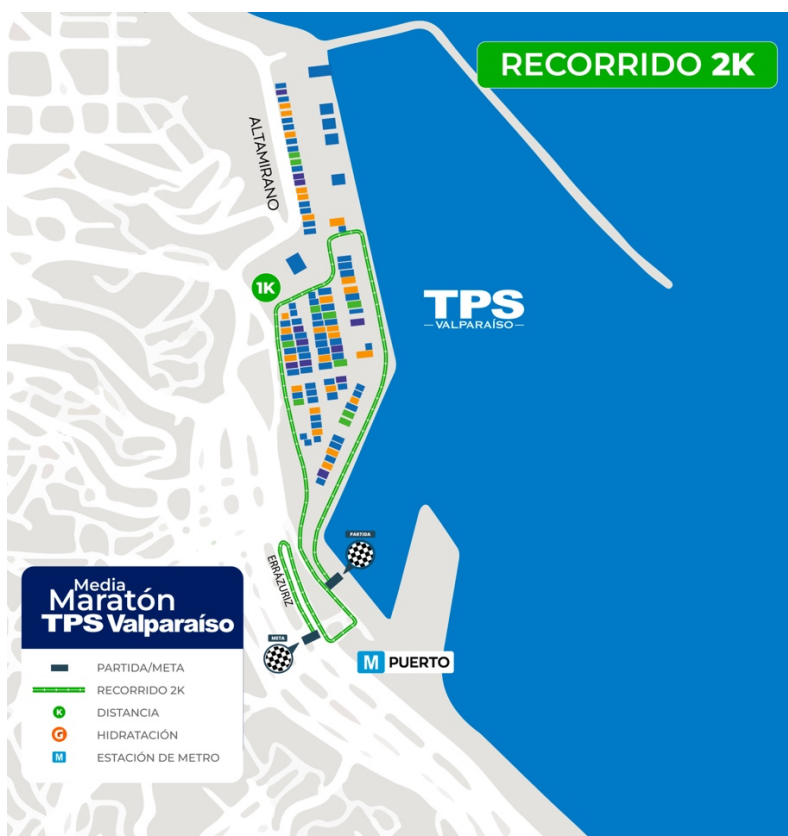 RECORRIDO 2K
ALTAMIRANO
1K
TPS
VALPARAÍSO
PARTIDA
ERRÁZURIZ
META
M PUERTO
Media
Maratón
TPS Valparaíso
PARTIDA/META
RECORRIDO 2K
K DISTANCIA
G HIDRATACIÓN
M ESTACIÓN DE METRO